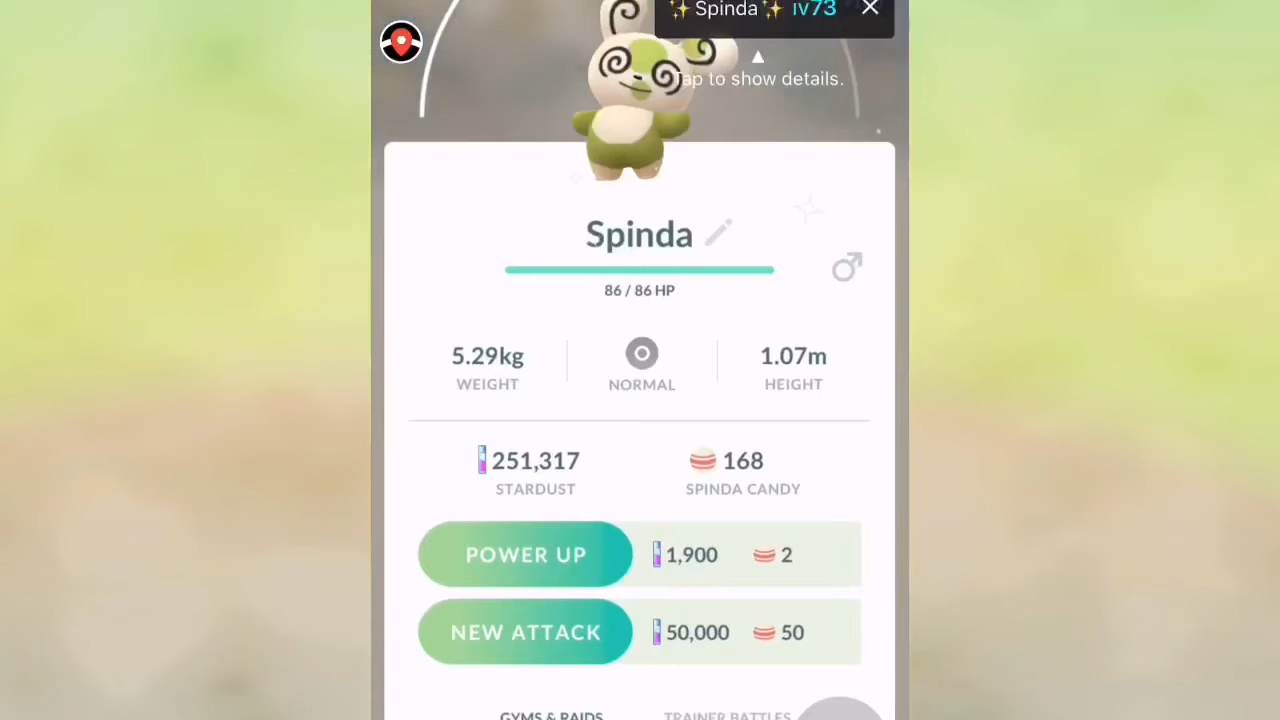 ✨Spinda✨ IV73 ✕
Tap to show details.
Spinda
86 / 86 HP
5.29kg
WEIGHT
NORMAL
1.07m
HEIGHT
251,317
STARDUST
168
SPINDA CANDY
POWER UP 1,900 2
NEW ATTACK 50,000 50
GYMS & RAIDS TRAINER BATTLES